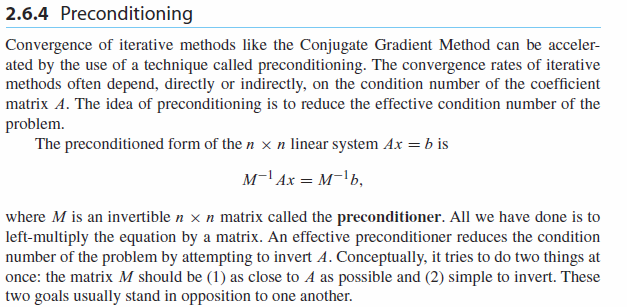 2.6.4 Preconditioning
Convergence of iterative methods like the Conjugate Gradient Method can be acceler-
ated by the use of a technique called preconditioning. The convergence rates of iterative
methods often depend, directly or indirectly, on the condition number of the coefficient
matrix A. The idea of preconditioning is to reduce the effective condition number of the
problem.
The preconditioned form of the n × n linear system Ax = b is
M⁻¹Ax = M⁻¹b,
where M is an invertible n × n matrix called the preconditioner. All we have done is to
left-multiply the equation by a matrix. An effective preconditioner reduces the condition
number of the problem by attempting to invert A. Conceptually, it tries to do two things at
once: the matrix M should be (1) as close to A as possible and (2) simple to invert. These
two goals usually stand in opposition to one another.